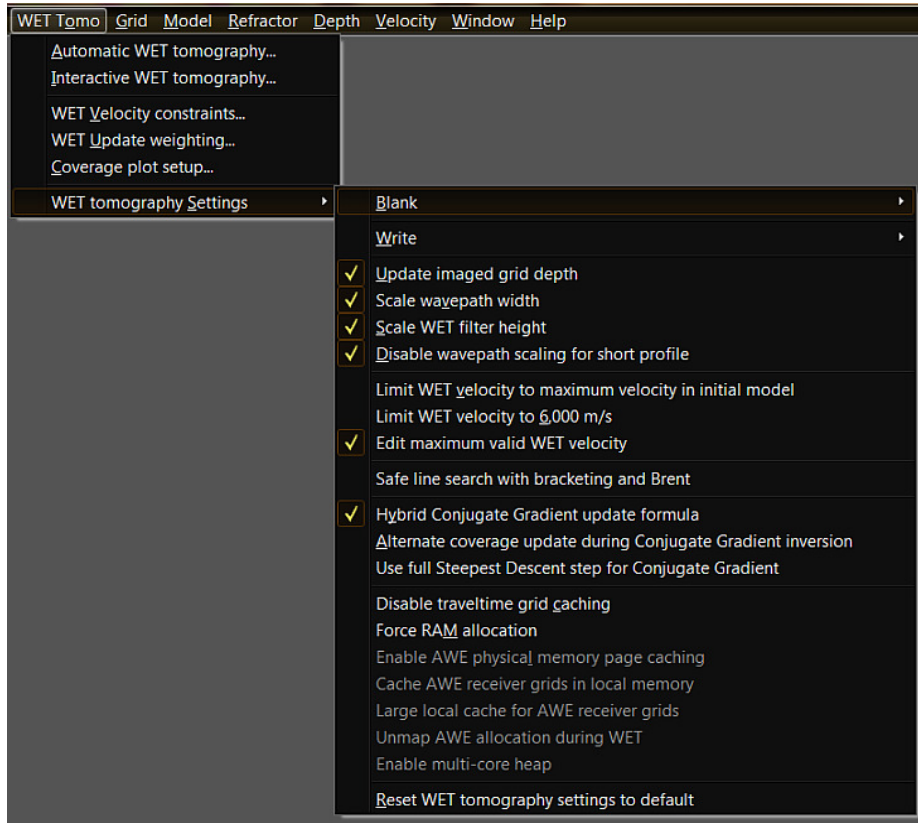 WET Tomo Grid Model Refractor Depth Velocity Window Help
Automatic WET tomography...
Interactive WET tomography...
WET Velocity constraints...
WET Update weighting...
Coverage plot setup...
WET tomography Settings
Blank
Write
Update imaged grid depth
Scale wavepath width
Scale WET filter height
Disable wavepath scaling for short profile
Limit WET velocity to maximum velocity in initial model
Limit WET velocity to 6,000 m/s
Edit maximum valid WET velocity
Safe line search with bracketing and Brent
Hybrid Conjugate Gradient update formula
Alternate coverage update during Conjugate Gradient inversion
Use full Steepest Descent step for Conjugate Gradient
Disable traveltime grid caching
Force RAM allocation
Enable AWE physical memory page caching
Cache AWE receiver grids in local memory
Large local cache for AWE receiver grids
Unmap AWE allocation during WET
Enable multi-core heap
Reset WET tomography settings to default